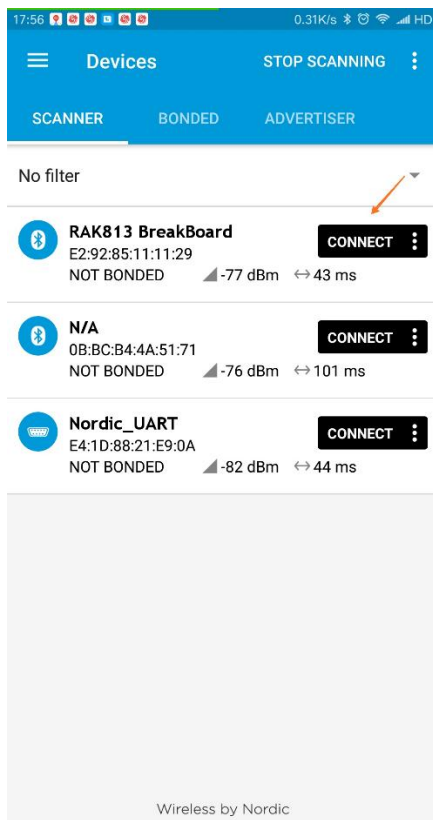 17:56 0.31K/s HD
Devices STOP SCANNING
SCANNER BONDED ADVERTISER
No filter
RAK813 BreakBoard
CONNECT
E2:92:85:11:11:29
NOT BONDED -77 dBm 43 ms
N/A
CONNECT
0B:BC:B4:4A:51:71
NOT BONDED -76 dBm 101 ms
Nordic_UART
CONNECT
E4:1D:88:21:E9:0A
NOT BONDED -82 dBm 44 ms
Wireless by Nordic